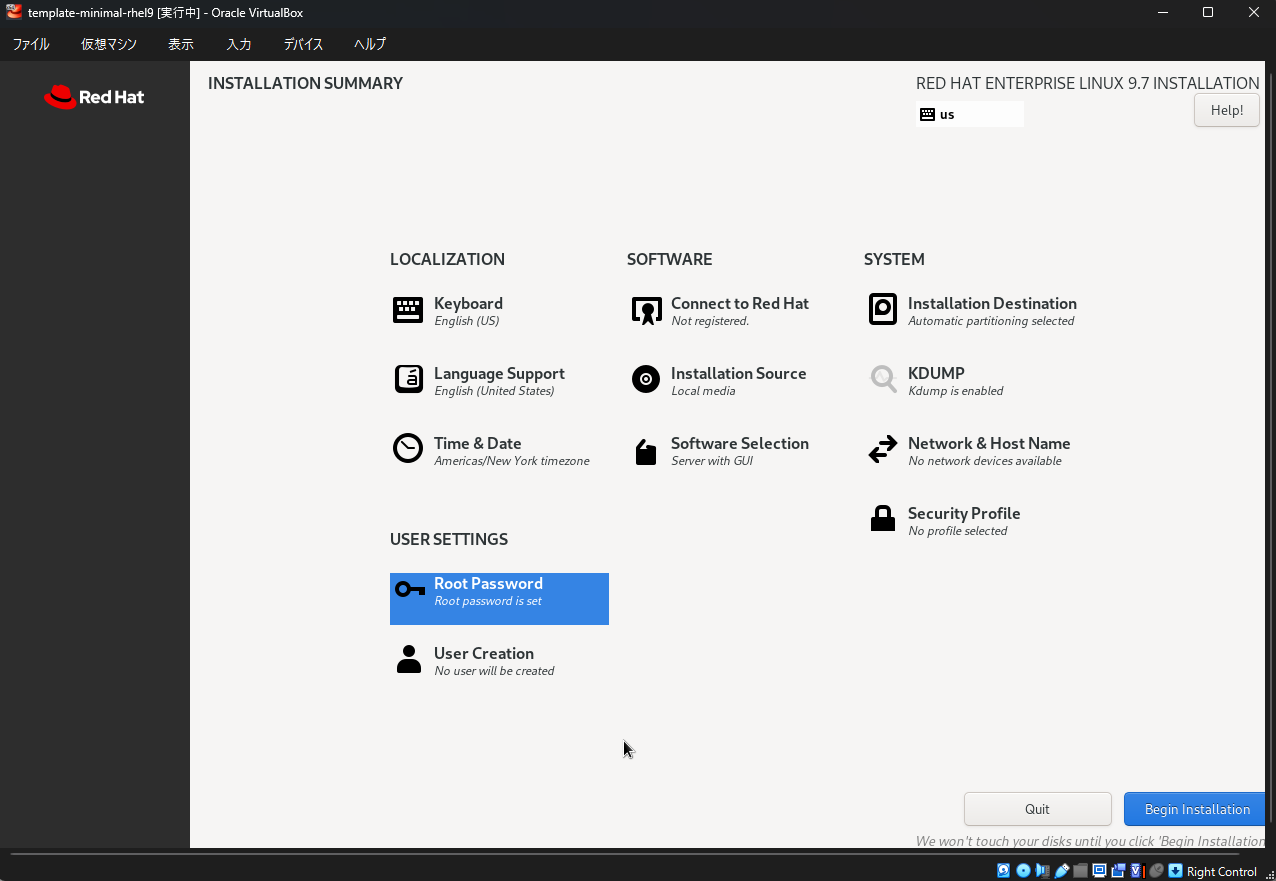 template-minimal-rhel9 [実行中] - Oracle VirtualBox
ファイル 仮想マシン 表示 入力 デバイス ヘルプ
Red Hat
INSTALLATION SUMMARY
RED HAT ENTERPRISE LINUX 9.7 INSTALLATION
us
Help!
LOCALIZATION
Keyboard
English (US)
Language Support
English (United States)
Time & Date
Americas/New York timezone
SOFTWARE
Connect to Red Hat
Not registered.
Installation Source
Local media
Software Selection
Server with GUI
SYSTEM
Installation Destination
Automatic partitioning selected
KDUMP
Kdump is enabled
Network & Host Name
No network devices available
Security Profile
No profile selected
USER SETTINGS
Root Password
Root password is set
User Creation
No user will be created
Quit
Begin Installation
We won't touch your disks until you click 'Begin Installation
Right Control